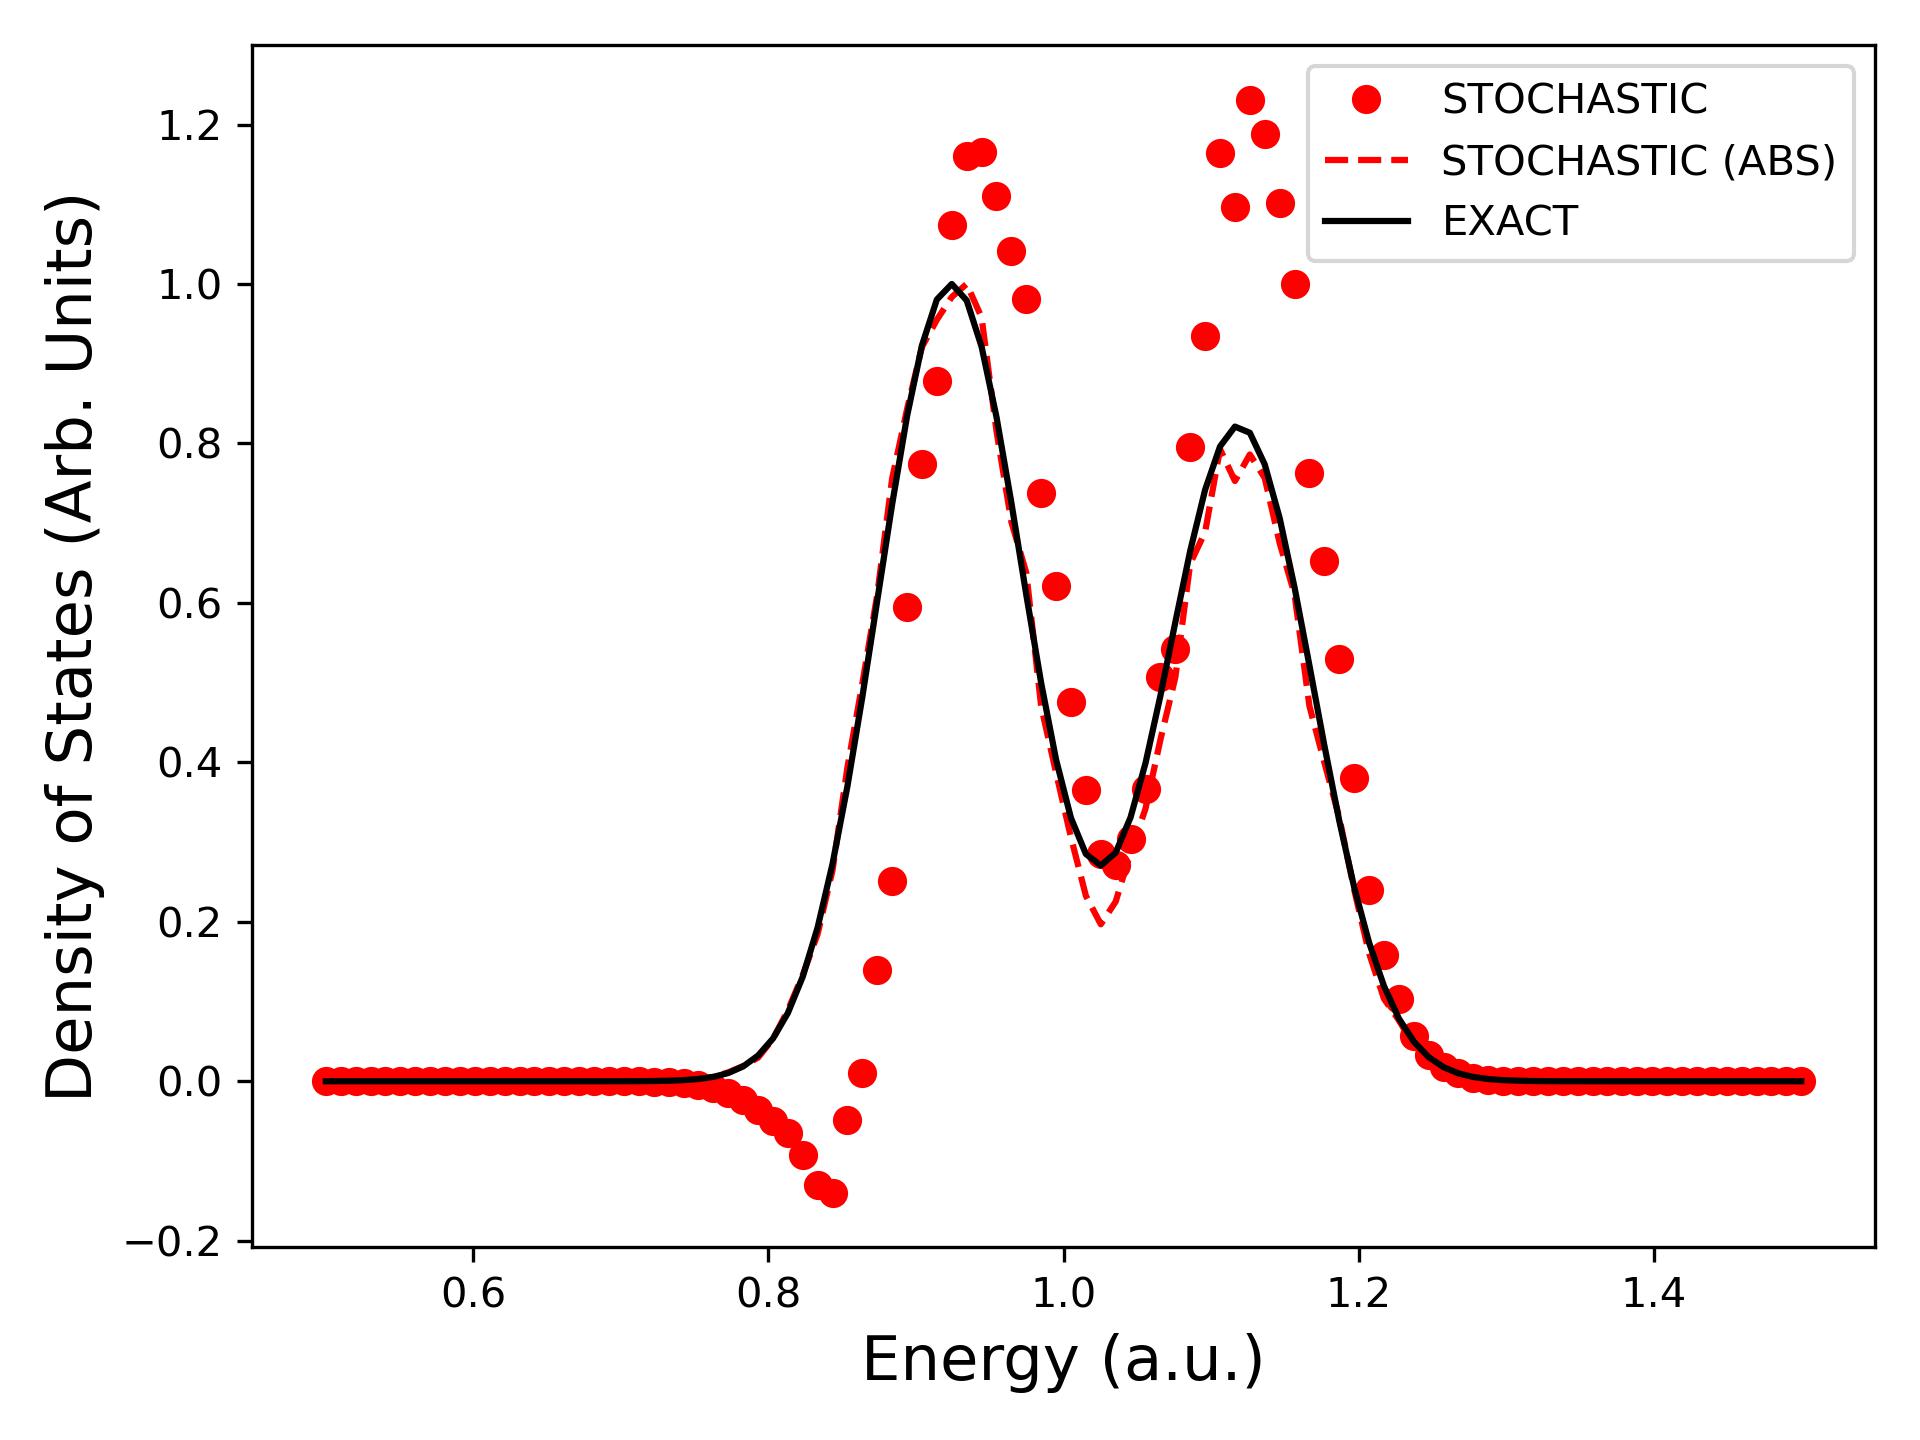 STOCHASTIC
STOCHASTIC (ABS)
EXACT
Density of States (Arb. Units)
1.2
1.0
0.8
0.6
0.4
0.2
0.0
−0.2
0.6 0.8 1.0 1.2 1.4
Energy (a.u.)